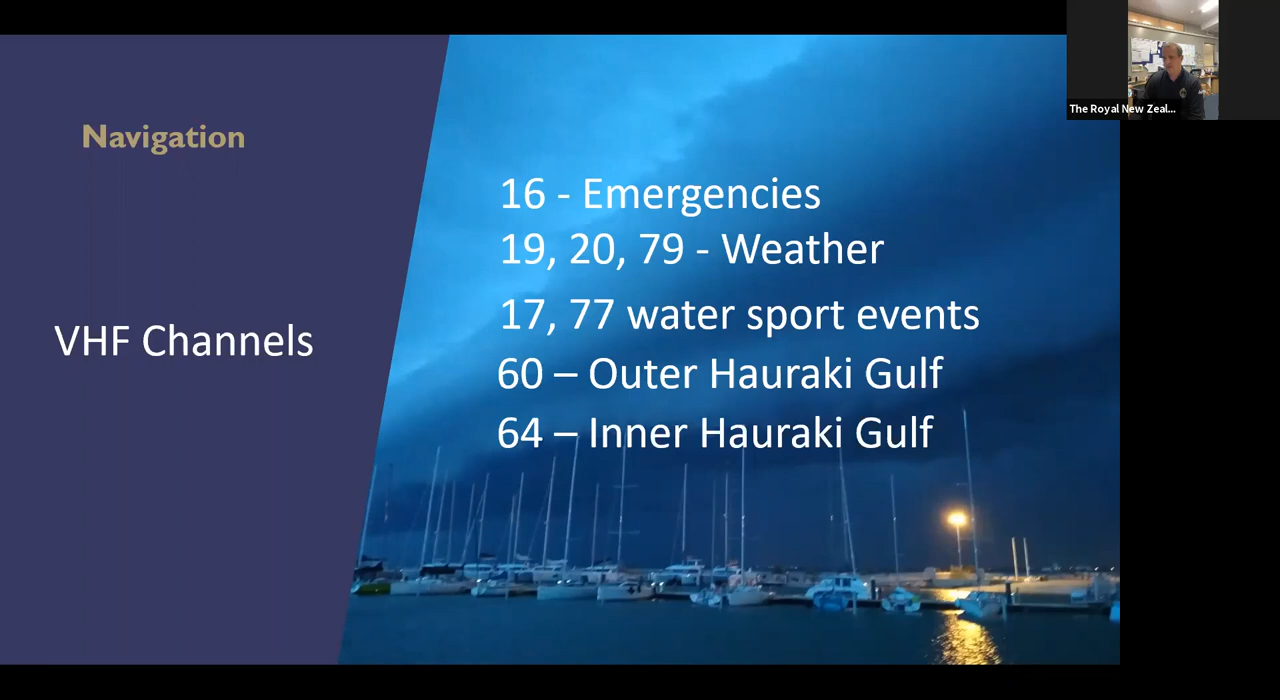 Navigation
VHF Channels
16 - Emergencies
19, 20, 79 - Weather
17, 77 water sport events
60 – Outer Hauraki Gulf
64 – Inner Hauraki Gulf
The Royal New Zeal...